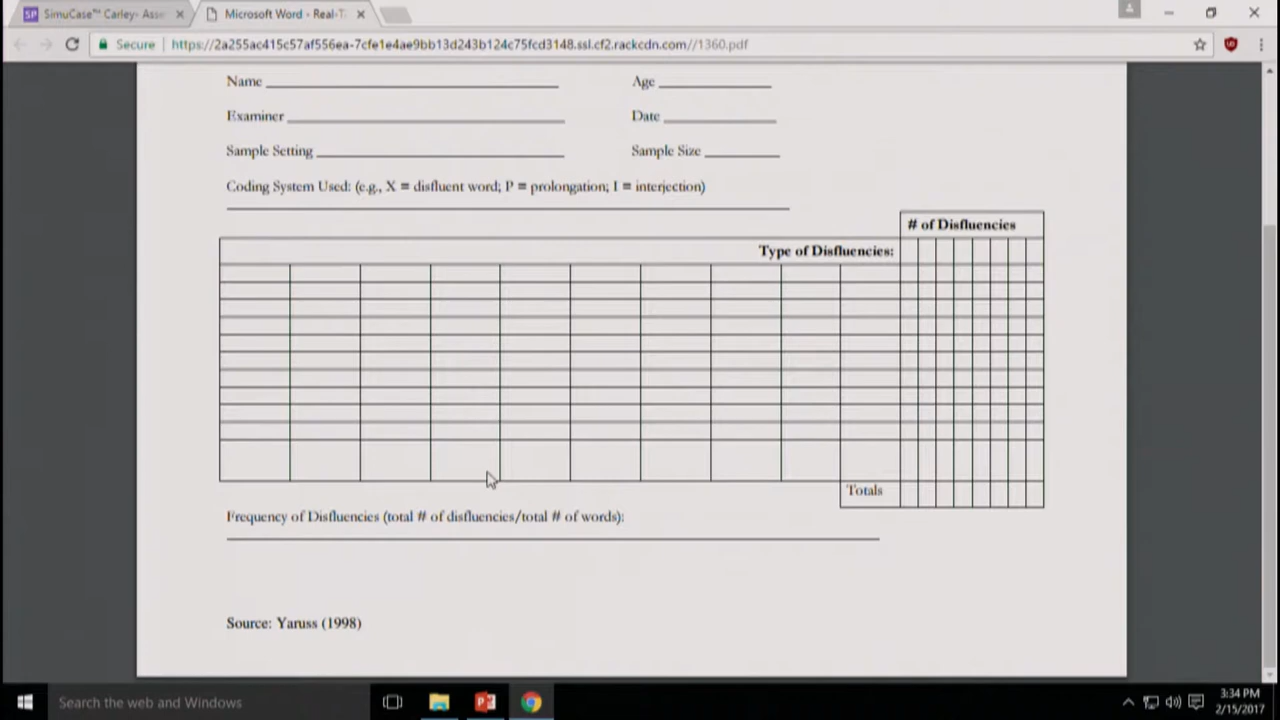 SimuCase™ Carley- Asse
Microsoft Word - Real-T
Secure https://2a255ac415c57af556ea-7cfe1e4ae9bb13d243b124c75fcd3148.ssl.cf2.rackcdn.com//1360.pdf
Name Age
Examiner Date
Sample Setting Sample Size
Coding System Used: (e.g., X = disfluent word; P = prolongation; I = interjection)
# of Disfluencies
Type of Disfluencies:
Totals
Frequency of Disfluencies (total # of disfluencies/total # of words):
Source: Yaruss (1998)
Search the web and Windows
3:34 PM
2/15/2017